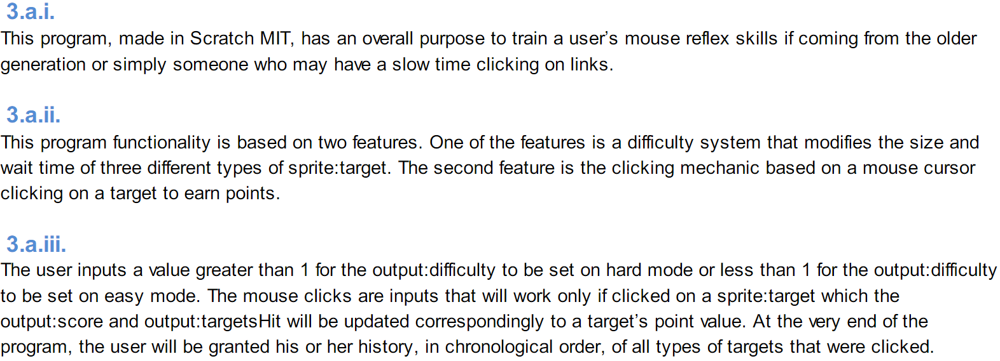 3.a.i.
This program, made in Scratch MIT, has an overall purpose to train a user’s mouse reflex skills if coming from the older
generation or simply someone who may have a slow time clicking on links.
3.a.ii.
This program functionality is based on two features. One of the features is a difficulty system that modifies the size and
wait time of three different types of sprite:target. The second feature is the clicking mechanic based on a mouse cursor
clicking on a target to earn points.
3.a.iii.
The user inputs a value greater than 1 for the output:difficulty to be set on hard mode or less than 1 for the output:difficulty
to be set on easy mode. The mouse clicks are inputs that will work only if clicked on a sprite:target which the
output:score and output:targetsHit will be updated correspondingly to a target’s point value. At the very end of the
program, the user will be granted his or her history, in chronological order, of all types of targets that were clicked.